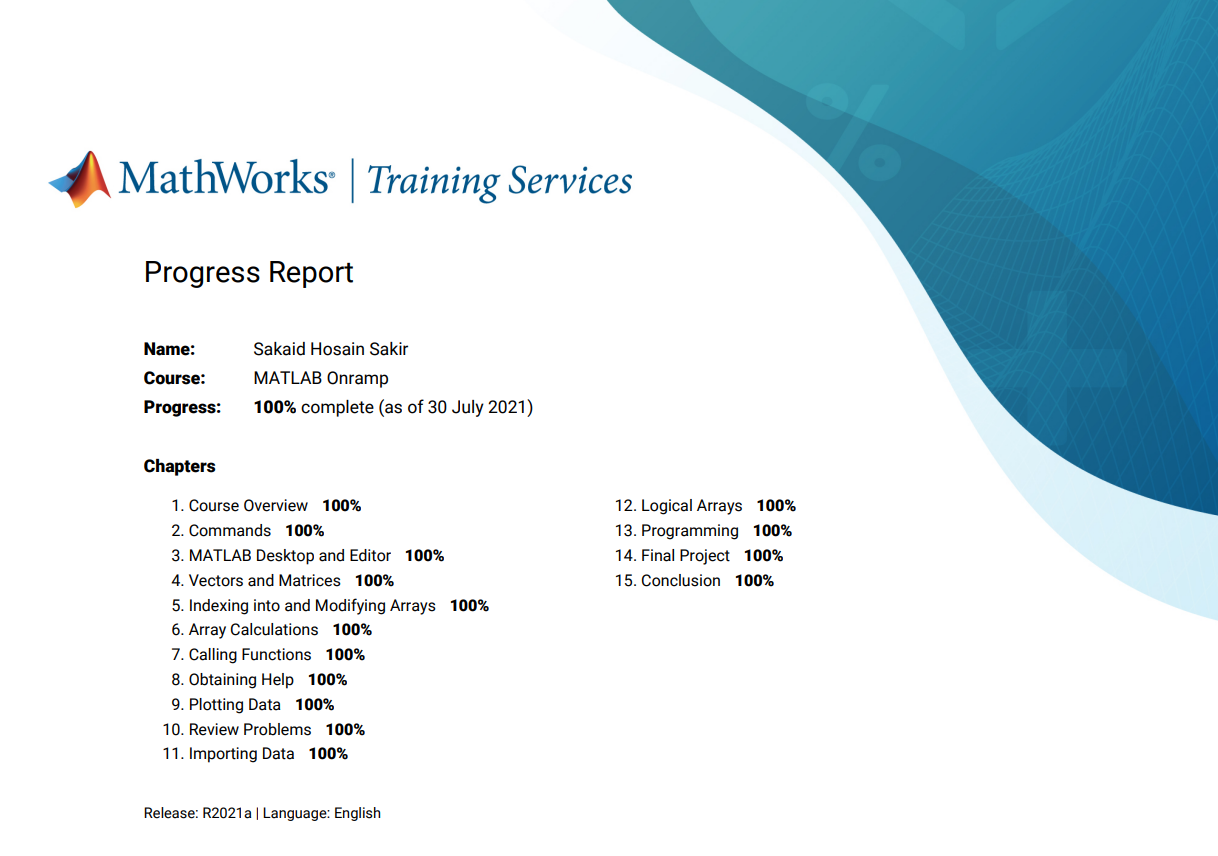 MathWorks® | Training Services
Progress Report
Name: Sakaid Hosain Sakir
Course: MATLAB Onramp
Progress: 100% complete (as of 30 July 2021)
Chapters
1. Course Overview 100%
2. Commands 100%
3. MATLAB Desktop and Editor 100%
4. Vectors and Matrices 100%
5. Indexing into and Modifying Arrays 100%
6. Array Calculations 100%
7. Calling Functions 100%
8. Obtaining Help 100%
9. Plotting Data 100%
10. Review Problems 100%
11. Importing Data 100%
12. Logical Arrays 100%
13. Programming 100%
14. Final Project 100%
15. Conclusion 100%
Release: R2021a | Language: English